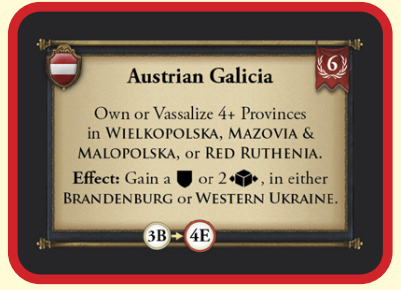 6
Austrian Galicia
Own or Vassalize 4+ Provinces
in WIELKOPOLSKA, MAZOVIA &
MALOPOLSKA, or RED RUTHENIA.
Effect: Gain a or 2 , in either
BRANDENBURG or WESTERN UKRAINE.
3B 4E